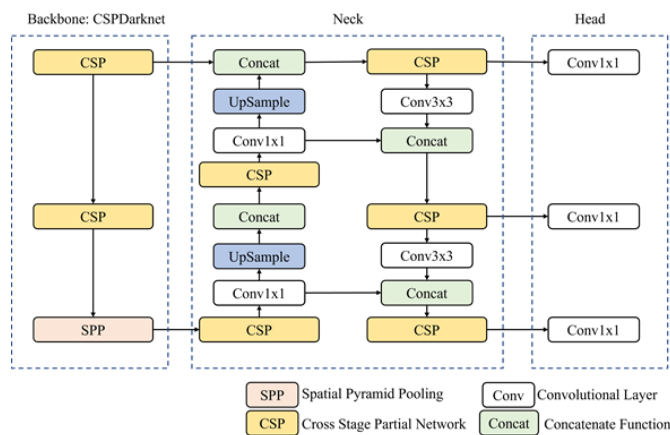 Backbone: CSPDarknet
Neck
Head
CSP
Concat
CSP
Conv1x1
UpSample
Conv3x3
Conv1x1
Concat
CSP
CSP
Concat
CSP
Conv1x1
UpSample
Conv3x3
Conv1x1
Concat
SPP
CSP
CSP
Conv1x1
SPP Spatial Pyramid Pooling
Conv Convolutional Layer
CSP Cross Stage Partial Network
Concat Concatenate Function